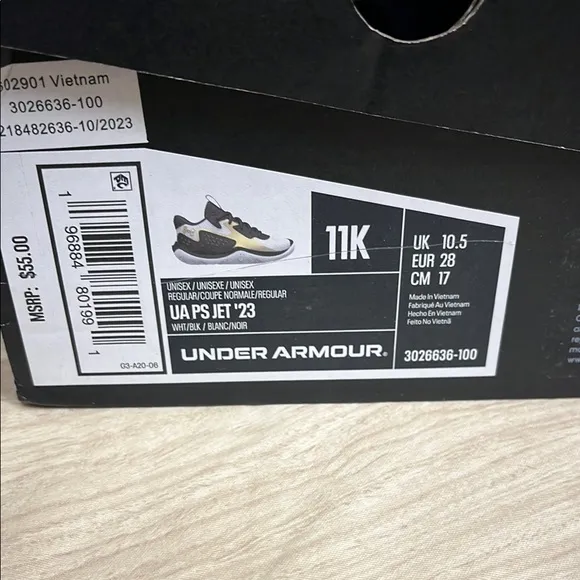 602901 Vietnam
3026636-100
218482636-10/2023
MSRP: $55.00
1 96884 80199 1
03-A20-06
UNISEX / UNISEXE / UNISEX
REGULAR/COUPE NORMALE/REGULAR
UA PS JET '23
WHT/BLK / BLANC/NOIR
UNDER ARMOUR®
11K
UK 10.5
EUR 28
CM 17
Made In Vietnam
Fabriqué Au Vietnam
Hecho En Vietnam
Feito No Vietnã
3026636-100